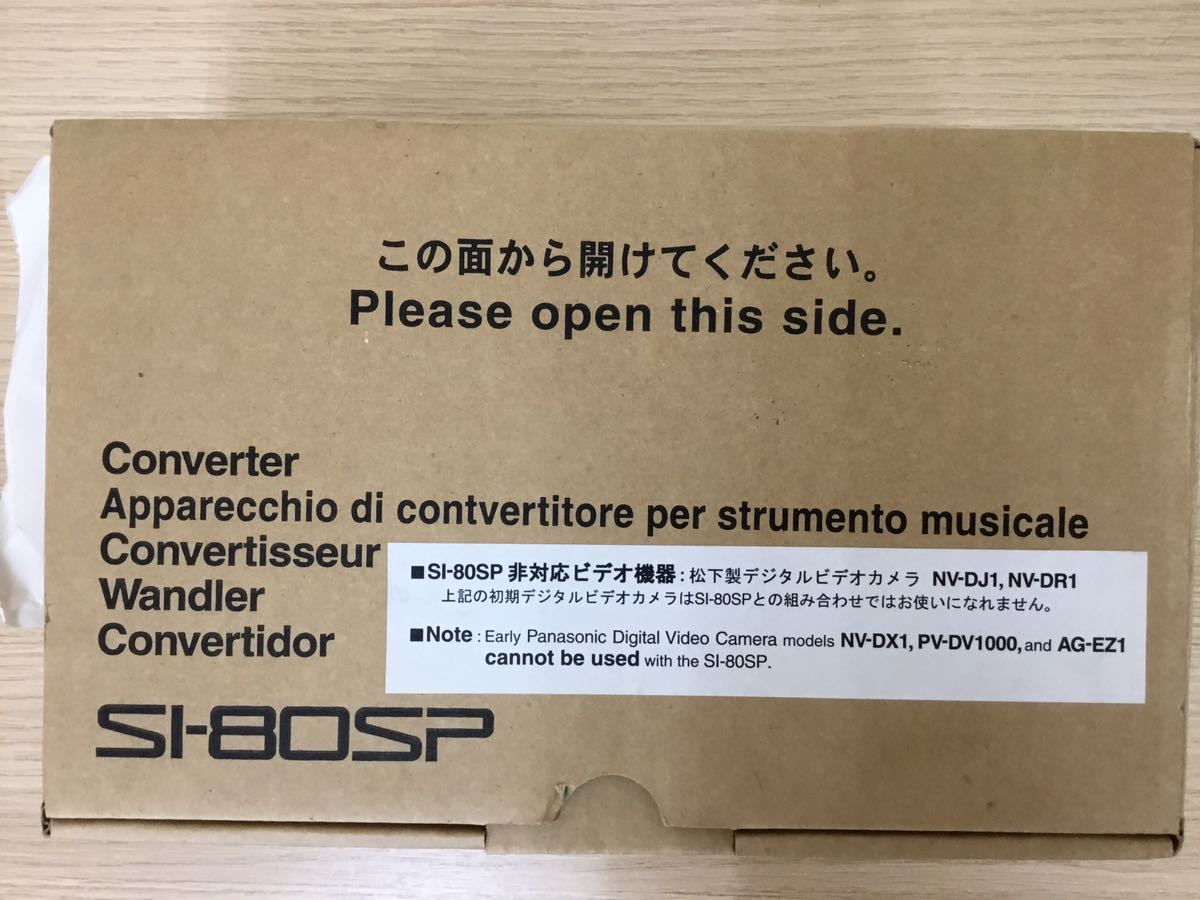 この面から開けてください。
Please open this side.
Converter
Apparecchio di contvertitore per strumento musicale
Convertisseur
Wandler
Convertidor
■SI-80SP 非対応ビデオ機器：松下製デジタルビデオカメラ NV-DJ1, NV-DR1
上記の初期デジタルビデオカメラはSI-80SPとの組み合わせではお使いになれません。
■Note : Early Panasonic Digital Video Camera models NV-DX1, PV-DV1000, and AG-EZ1
cannot be used with the SI-80SP.
SI-80SP